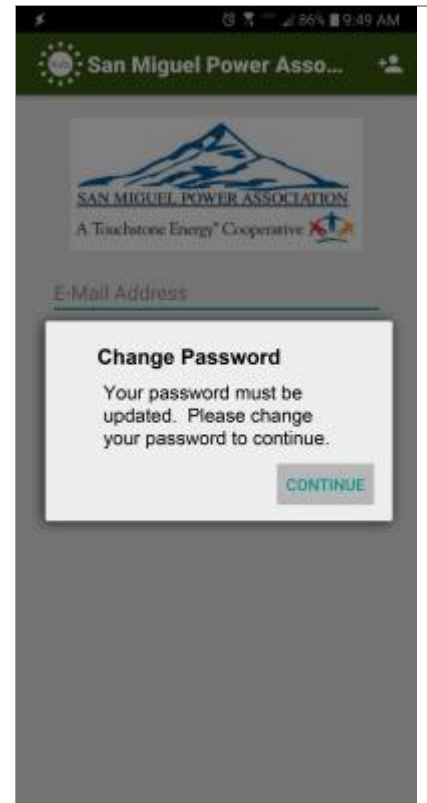 86% 9:49 AM
San Miguel Power Asso...
SAN MIGUEL POWER ASSOCIATION
A Touchstone Energy® Cooperative
E-Mail Address
Change Password
Your password must be
updated.  Please change
your password to continue.
CONTINUE